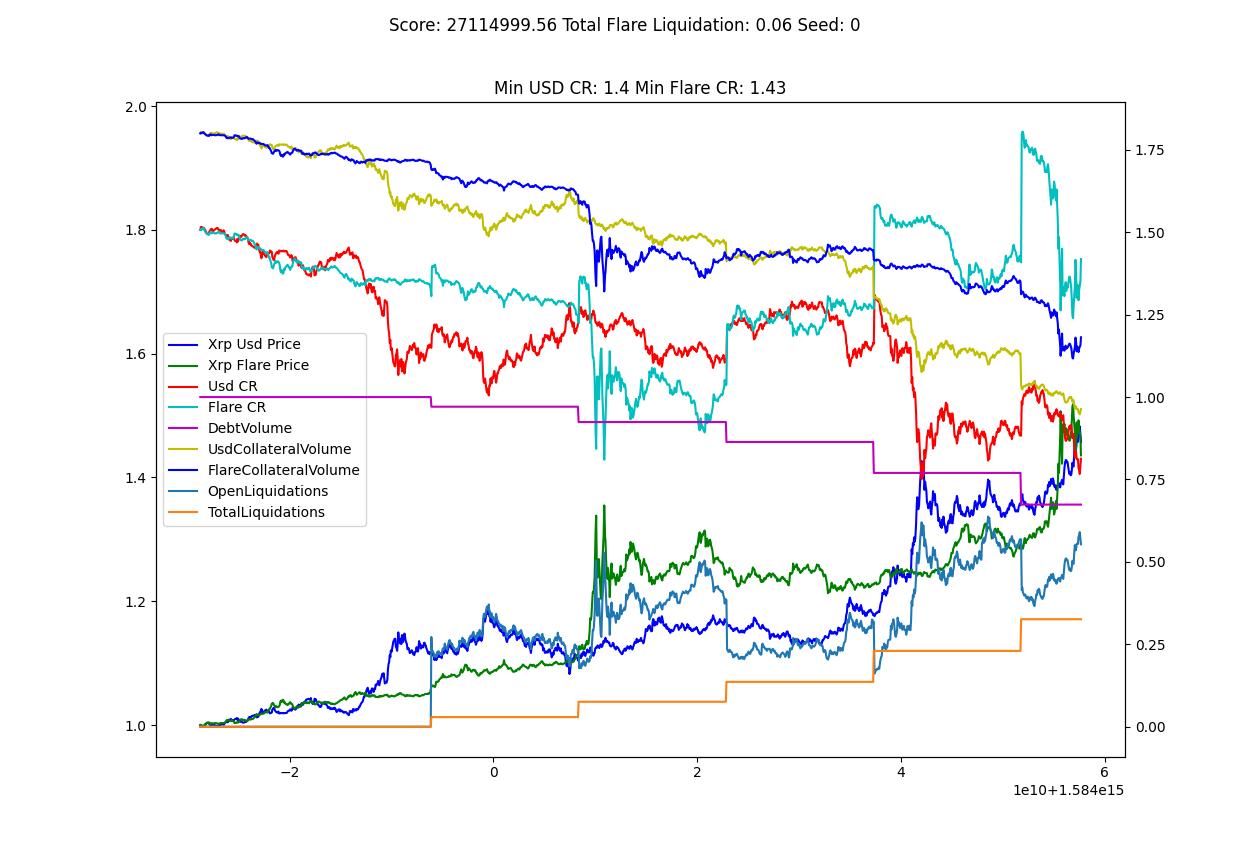 Score: 27114999.56 Total Flare Liquidation: 0.06 Seed: 0
Min USD CR: 1.4 Min Flare CR: 1.43
2.0
1.8
1.6
1.4
1.2
1.0
1.75
1.50
1.25
1.00
0.75
0.50
0.25
0.00
Xrp Usd Price
Xrp Flare Price
Usd CR
Flare CR
DebtVolume
UsdCollateralVolume
FlareCollateralVolume
OpenLiquidations
TotalLiquidations
−2 0 2 4 6
1e10+1.584e15